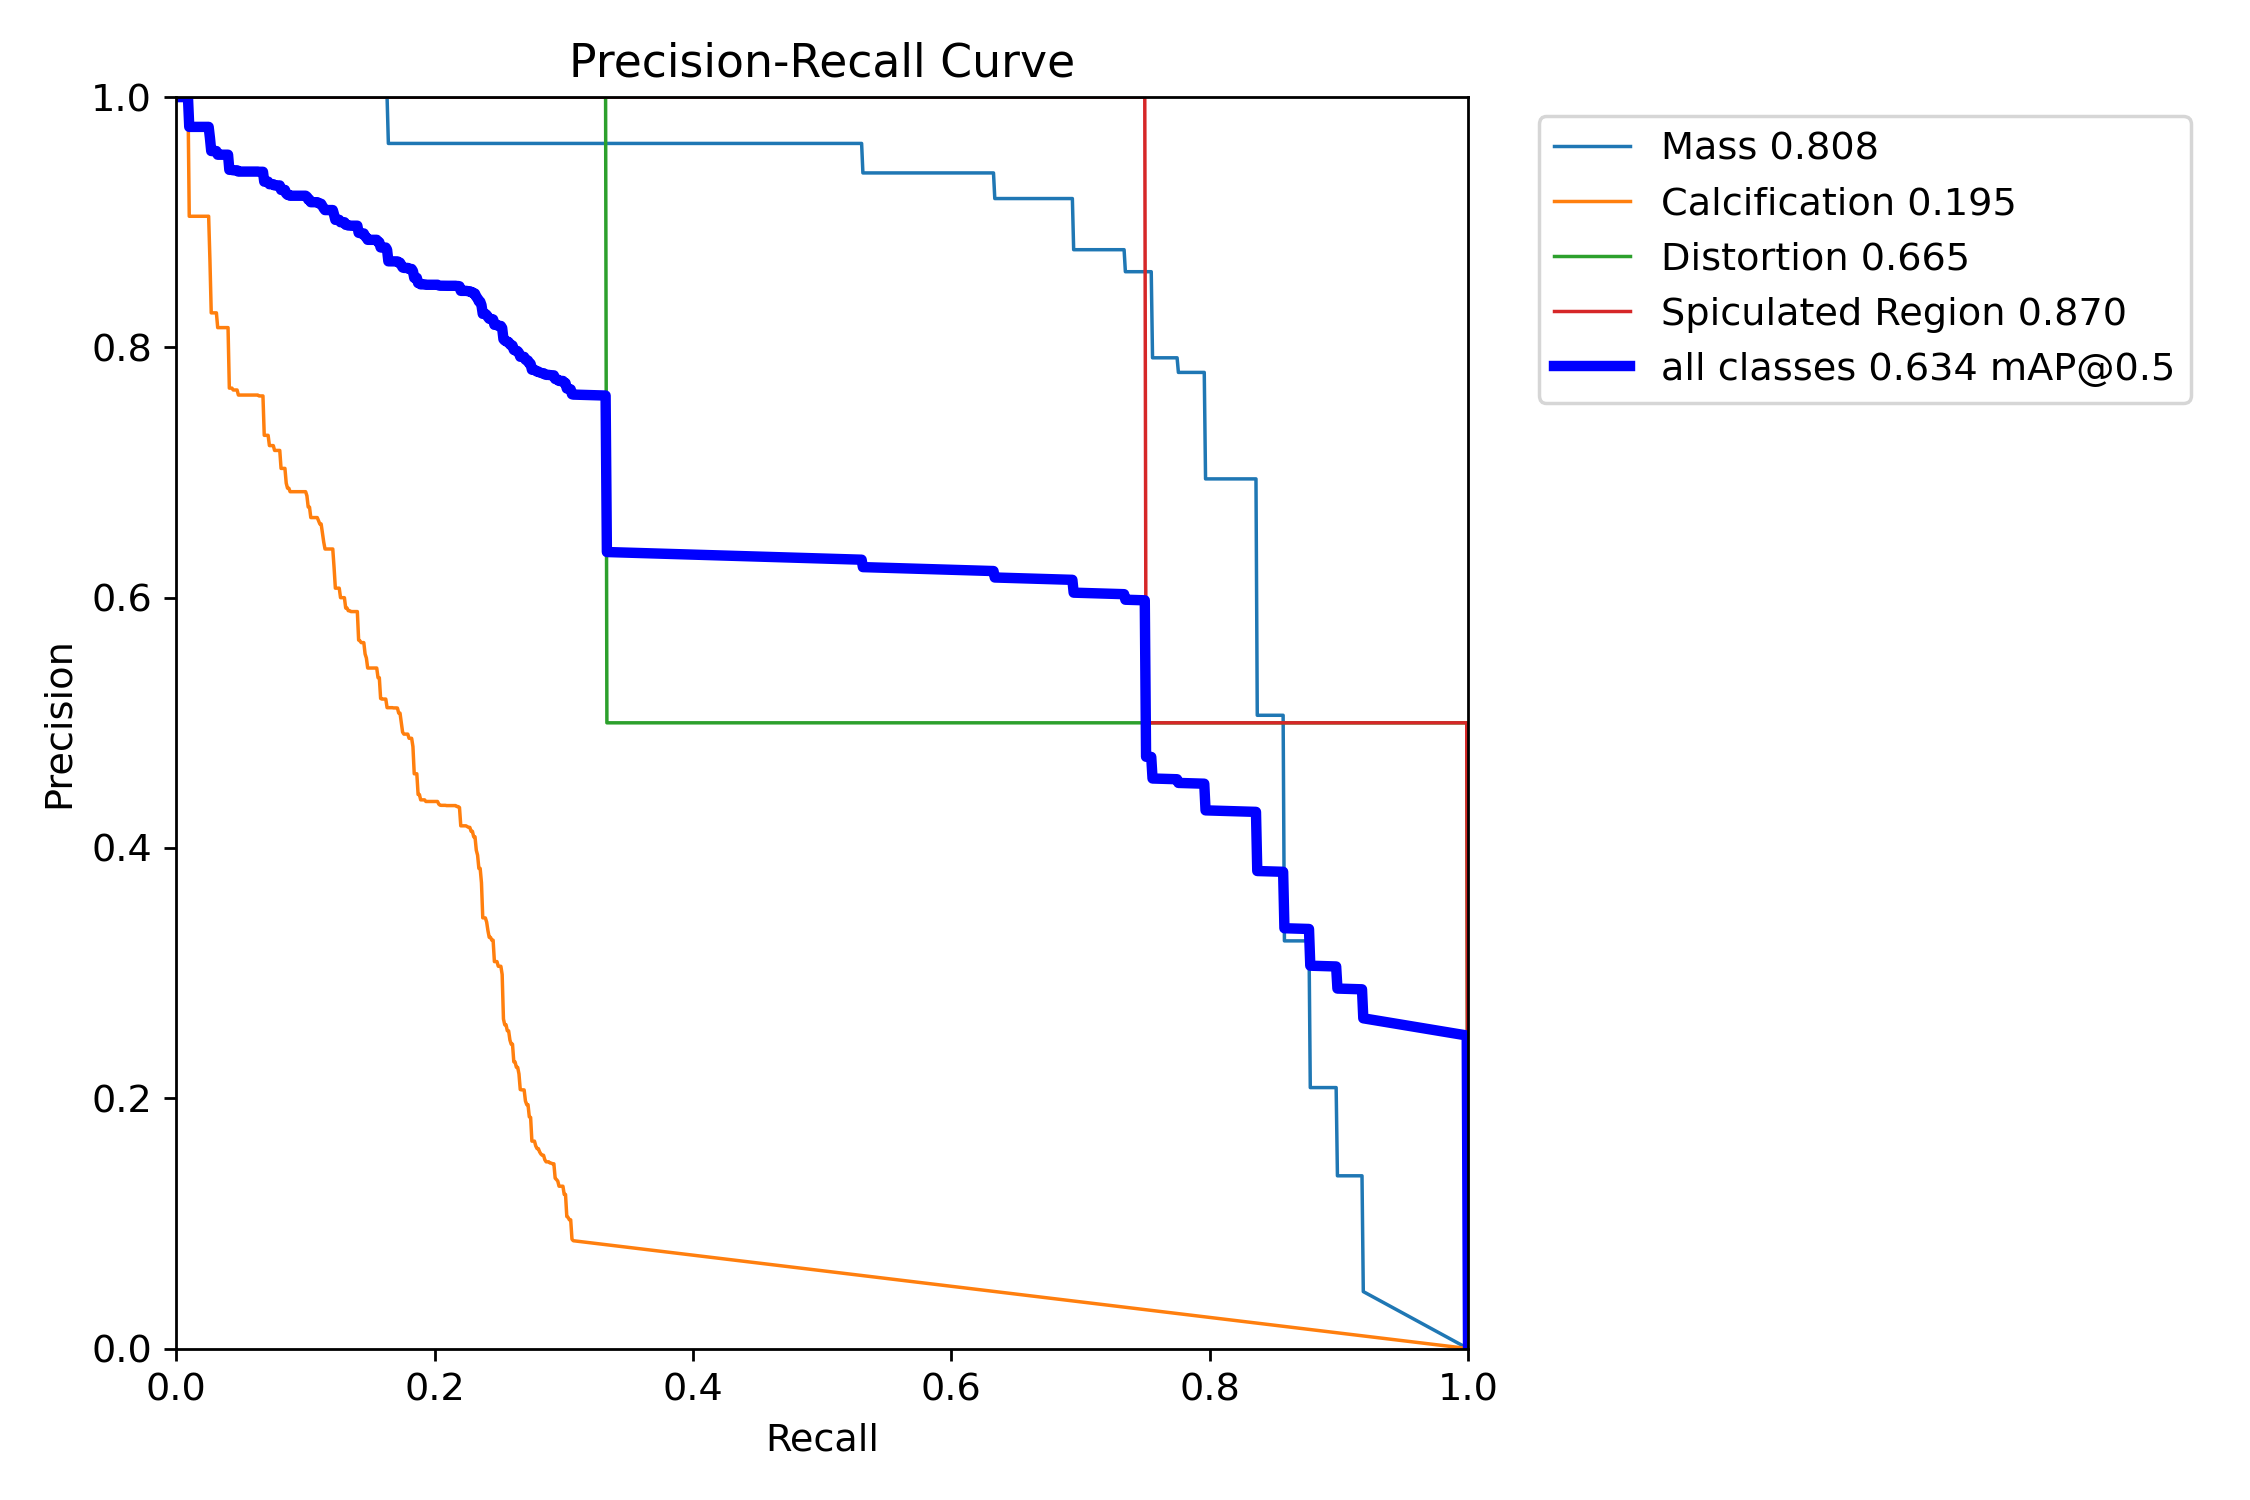 Precision-Recall Curve
1.0
0.8
0.6
0.4
0.2
0.0
Precision
0.0 0.2 0.4 0.6 0.8 1.0
Recall
Mass 0.808
Calcification 0.195
Distortion 0.665
Spiculated Region 0.870
all classes 0.634 mAP@0.5